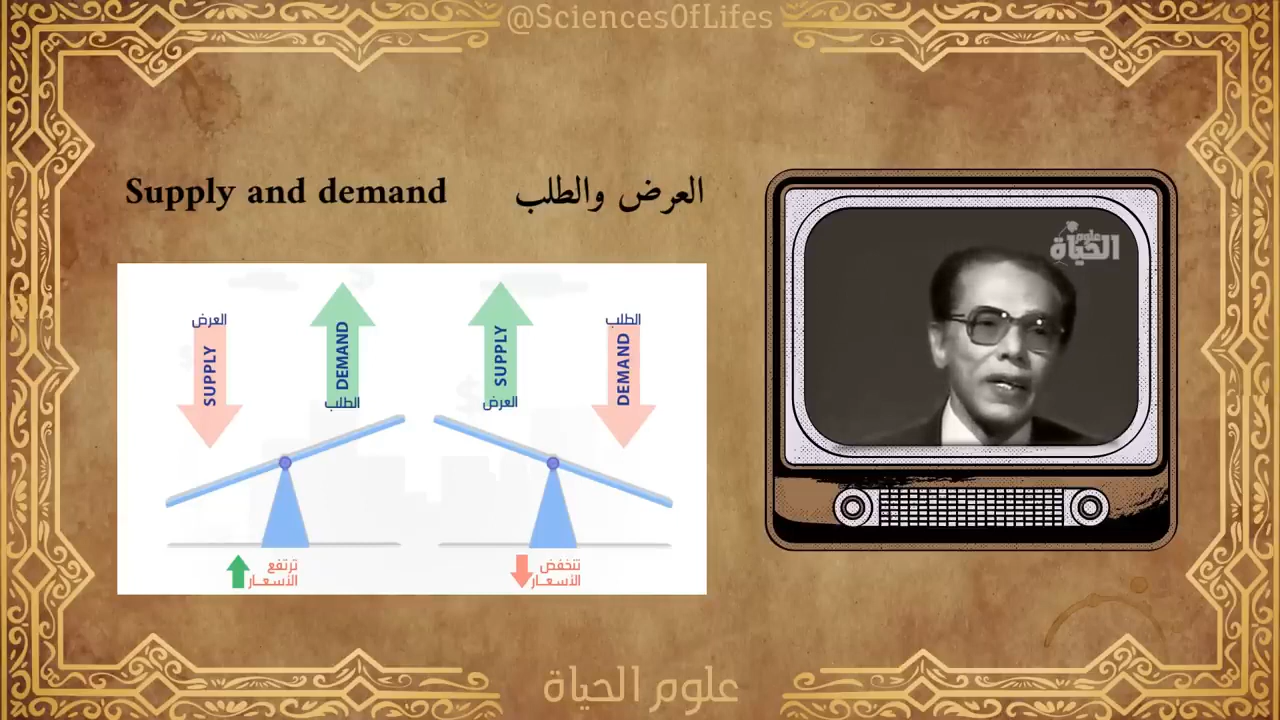 @SciencesOfLifes
Supply and demand
العرض والطلب
علوم
الحياة
العرض
SUPPLY
DEMAND
الطلب
SUPPLY
العرض
الطلب
DEMAND
ترتفع
الأسعار
تنخفض
الأسعار
علوم الحياة